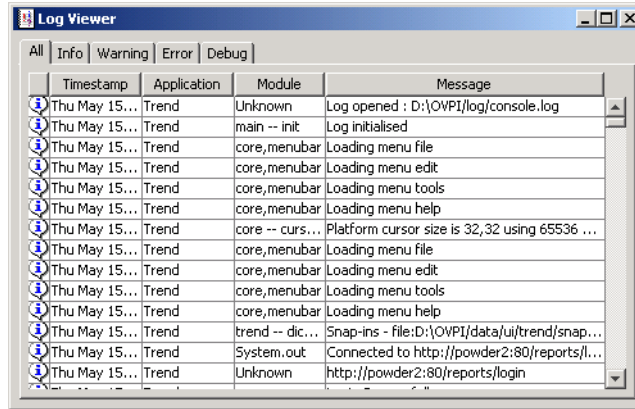 Log Viewer
All Info Warning Error Debug
Timestamp Application Module Message
Thu May 15... Trend Unknown Log opened : D:\OVPI/log/console.log
Thu May 15... Trend main -- init Log initialised
Thu May 15... Trend core,menubar Loading menu file
Thu May 15... Trend core,menubar Loading menu edit
Thu May 15... Trend core,menubar Loading menu tools
Thu May 15... Trend core,menubar Loading menu help
Thu May 15... Trend core -- curs... Platform cursor size is 32,32 using 65536 ...
Thu May 15... Trend core,menubar Loading menu file
Thu May 15... Trend core,menubar Loading menu edit
Thu May 15... Trend core,menubar Loading menu tools
Thu May 15... Trend core,menubar Loading menu help
Thu May 15... Trend trend -- dic... Snap-ins - file:D:\OVPI/data/ui/trend/snap...
Thu May 15... Trend System.out Connected to http://powder2:80/reports/l...
Thu May 15... Trend Unknown http://powder2:80/reports/login